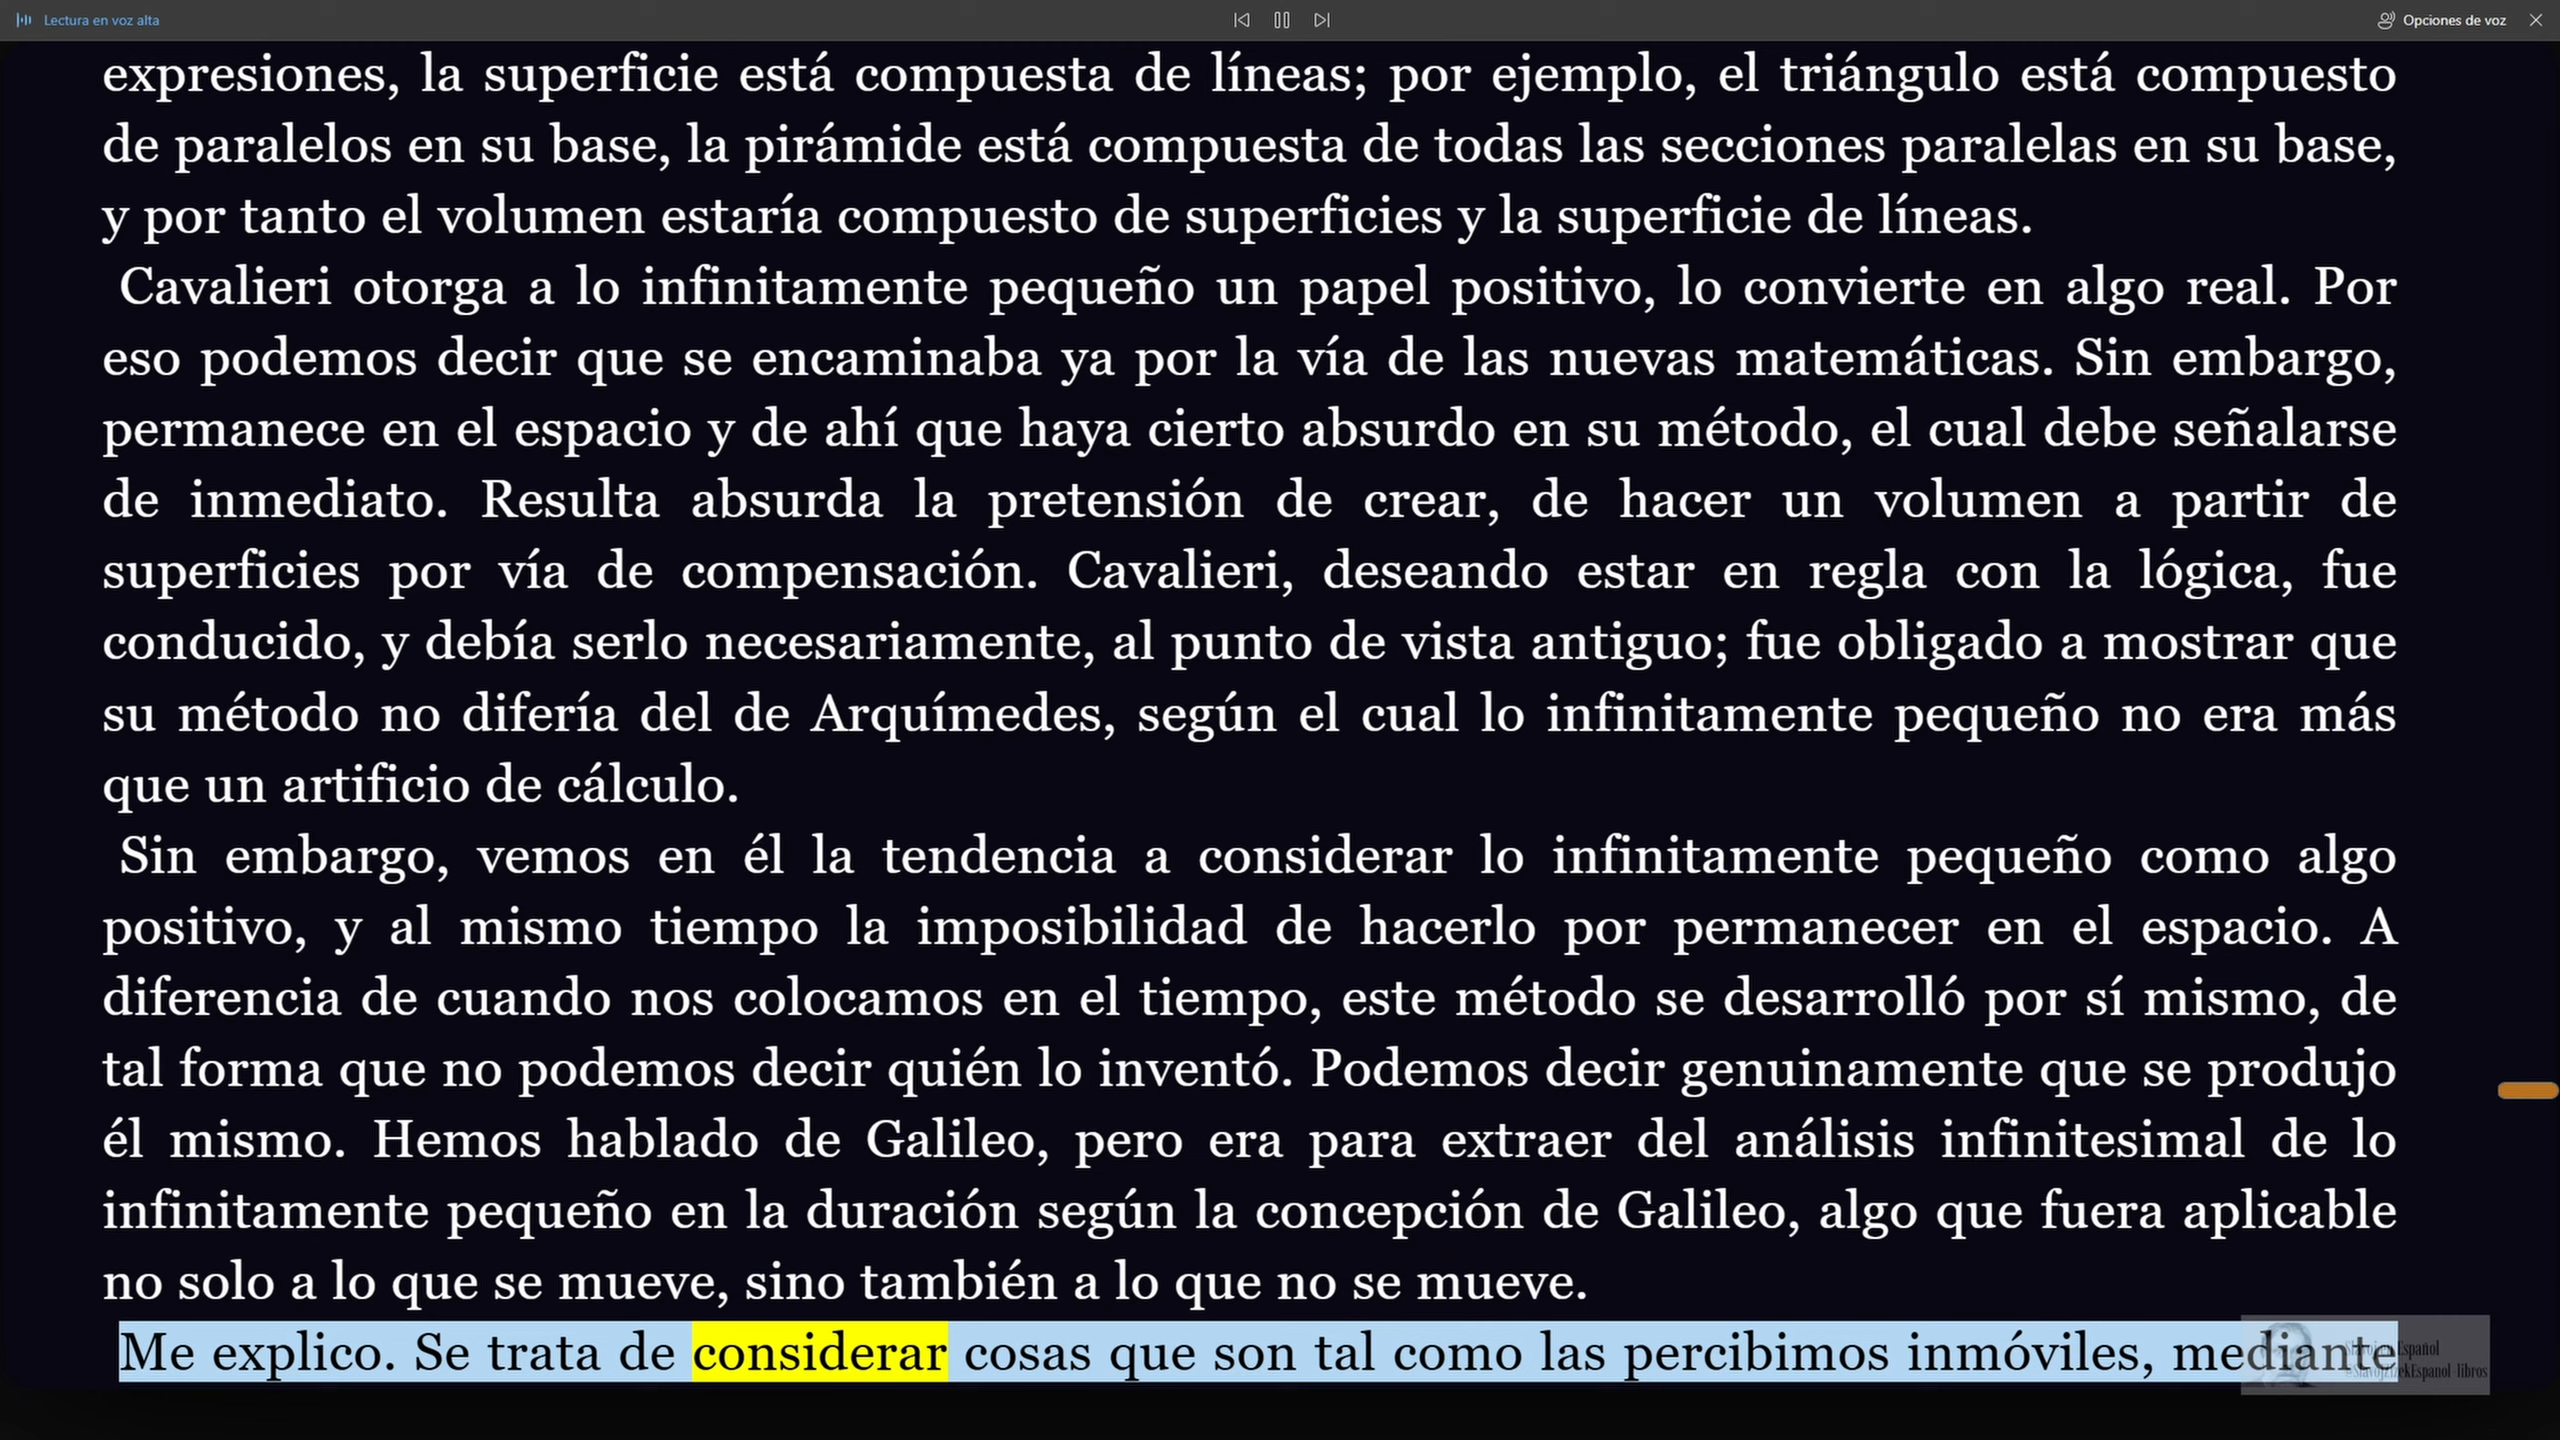 Lectura en voz alta
Opciones de voz
expresiones, la superficie está compuesta de líneas; por ejemplo, el triángulo está compuesto
de paralelos en su base, la pirámide está compuesta de todas las secciones paralelas en su base,
y por tanto el volumen estaría compuesto de superficies y la superficie de líneas.
Cavalieri otorga a lo infinitamente pequeño un papel positivo, lo convierte en algo real. Por
eso podemos decir que se encaminaba ya por la vía de las nuevas matemáticas. Sin embargo,
permanece en el espacio y de ahí que haya cierto absurdo en su método, el cual debe señalarse
de inmediato. Resulta absurda la pretensión de crear, de hacer un volumen a partir de
superficies por vía de compensación. Cavalieri, deseando estar en regla con la lógica, fue
conducido, y debía serlo necesariamente, al punto de vista antiguo; fue obligado a mostrar que
su método no difería del de Arquímedes, según el cual lo infinitamente pequeño no era más
que un artificio de cálculo.
Sin embargo, vemos en él la tendencia a considerar lo infinitamente pequeño como algo
positivo, y al mismo tiempo la imposibilidad de hacerlo por permanecer en el espacio. A
diferencia de cuando nos colocamos en el tiempo, este método se desarrolló por sí mismo, de
tal forma que no podemos decir quién lo inventó. Podemos decir genuinamente que se produjo
él mismo. Hemos hablado de Galileo, pero era para extraer del análisis infinitesimal de lo
infinitamente pequeño en la duración según la concepción de Galileo, algo que fuera aplicable
no solo a lo que se mueve, sino también a lo que no se mueve.
Me explico. Se trata de considerar cosas que son tal como las percibimos inmóviles, mediante
Español